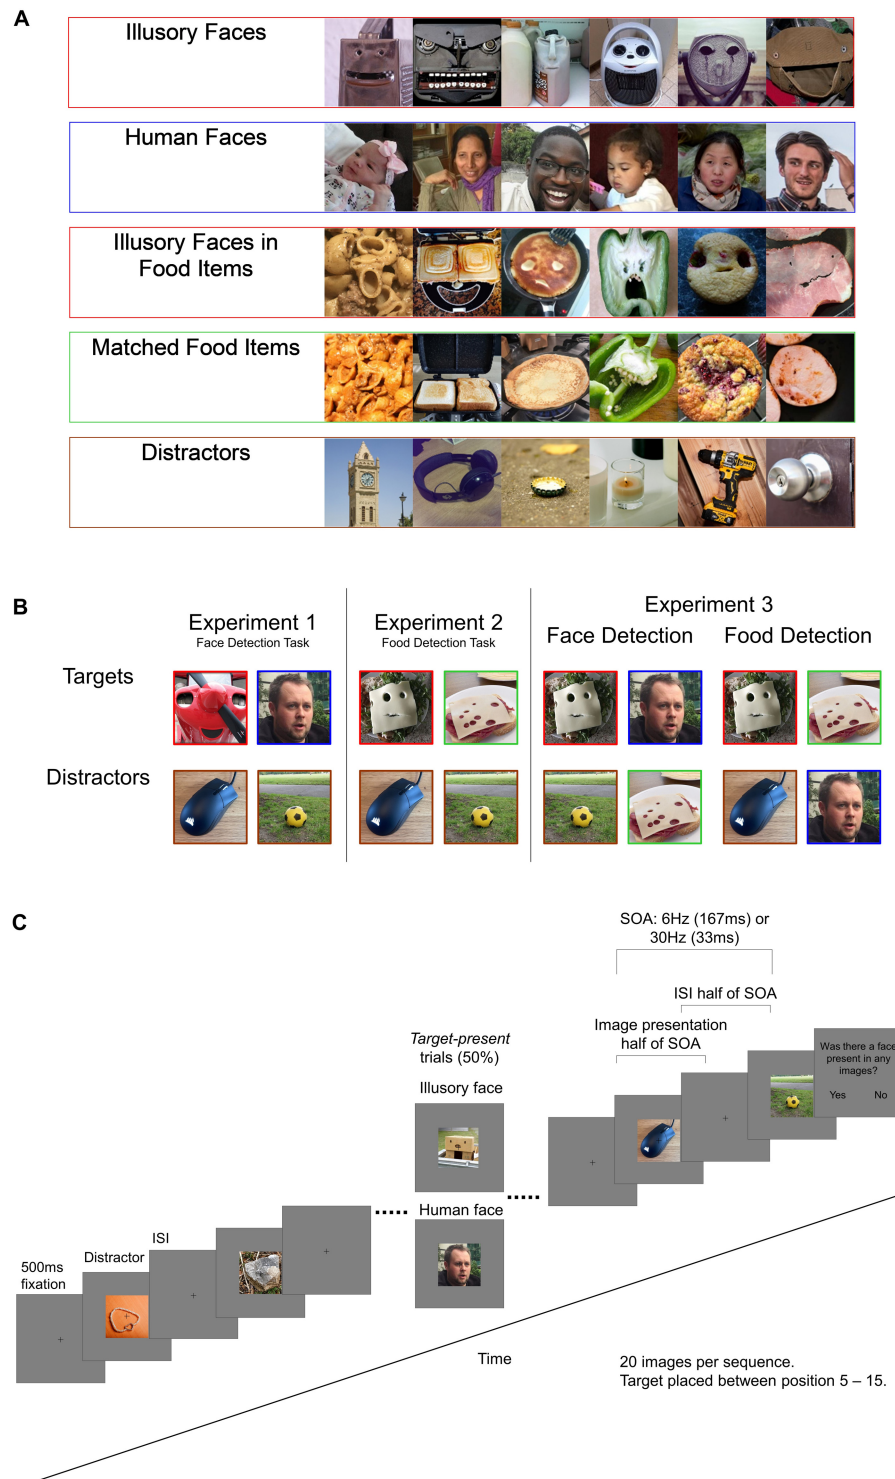 A
Illusory Faces
Human Faces
Illusory Faces in
Food Items
Matched Food Items
Distractors
B
Experiment 1
Face Detection Task
Experiment 2
Food Detection Task
Experiment 3
Face Detection
Food Detection
Targets
Distractors
C
SOA: 6Hz (167ms) or
30Hz (33ms)
ISI half of SOA
Image presentation
half of SOA
Was there a face
present in any
images?
Yes
No
Target-present
trials (50%)
Illusory face
Human face
ISI
Distractor
500ms
fixation
Time
20 images per sequence.
Target placed between position 5 – 15.